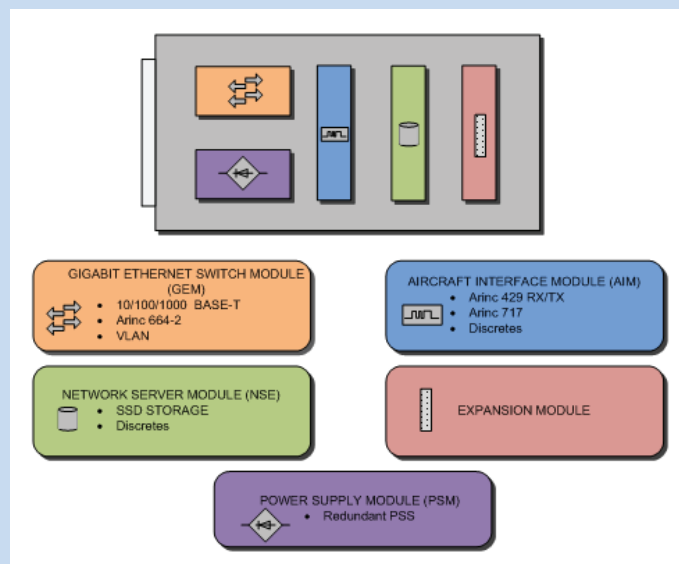 GIGABIT ETHERNET SWITCH MODULE
(GEM)
• 10/100/1000 BASE-T
• Arinc 664-2
• VLAN
AIRCRAFT INTERFACE MODULE (AIM)
• Arinc 429 RX/TX
• Arinc 717
• Discretes
NETWORK SERVER MODULE (NSE)
• SSD STORAGE
• Discretes
EXPANSION MODULE
POWER SUPPLY MODULE (PSM)
• Redundant PSS